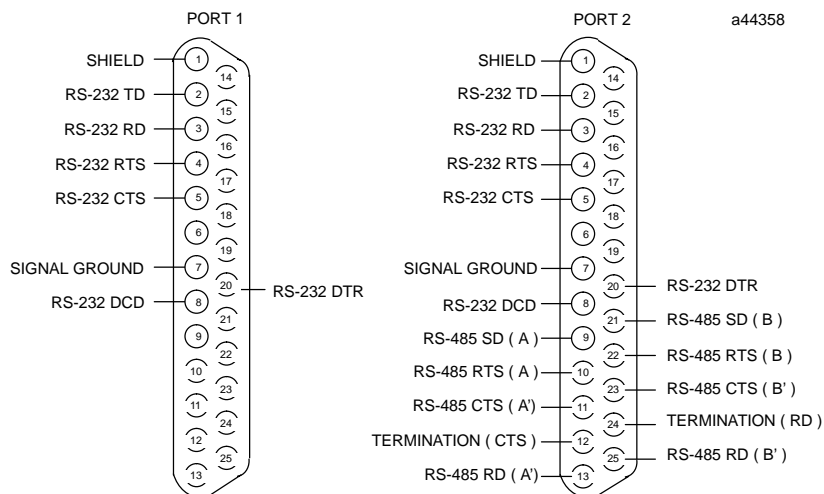 PORT 1
PORT 2
a44358
SHIELD
1
14
RS-232 TD
2
15
RS-232 RD
3
16
RS-232 RTS
4
17
RS-232 CTS
5
18
6
19
SIGNAL GROUND
7
20
RS-232 DTR
RS-232 DCD
8
21
9
22
10
23
11
24
12
25
13
SHIELD
1
14
RS-232 TD
2
15
RS-232 RD
3
16
RS-232 RTS
4
17
RS-232 CTS
5
18
6
19
SIGNAL GROUND
7
20
RS-232 DTR
RS-232 DCD
8
21
RS-485 SD ( B )
RS-485 SD ( A )
9
22
RS-485 RTS ( B )
RS-485 RTS ( A )
10
23
RS-485 CTS ( B' )
RS-485 CTS ( A')
11
24
TERMINATION ( RD )
TERMINATION ( CTS )
12
25
RS-485 RD ( B' )
RS-485 RD ( A')
13